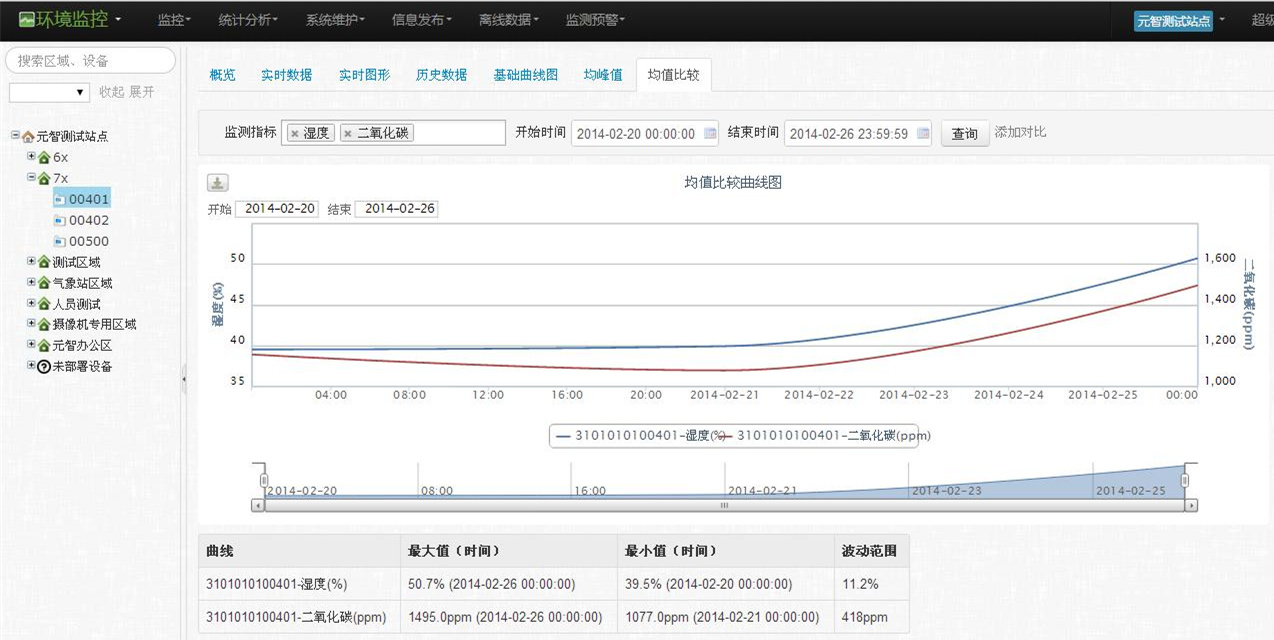 环境监控 监控 统计分析 系统维护 信息发布 离线数据 监测预警 元智测试站点 超级
搜索区域、设备
收起 展开
元智测试站点
6x
7x
00401
00402
00500
测试区域
气象站区域
人员测试
摄像机专用区域
元智办公区
未部署设备
概览 实时数据 实时图形 历史数据 基础曲线图 均峰值 均值比较
监测指标 × 湿度 × 二氧化碳 开始时间 2014-02-20 00:00:00 结束时间 2014-02-26 23:59:59 查询 添加对比
均值比较曲线图
开始 2014-02-20 结束 2014-02-26
湿度(%)
50
45
40
35
1,600
1,400
1,200
1,000
二氧化碳(ppm)
04:00 08:00 12:00 16:00 20:00 2014-02-21 2014-02-22 2014-02-23 2014-02-24 2014-02-25 00:00
3101010100401-湿度(%) 3101010100401-二氧化碳(ppm)
2014-02-20 08:00 16:00 2014-02-21 2014-02-23 2014-02-25
曲线 最大值（时间） 最小值（时间） 波动范围
3101010100401-湿度(%) 50.7% (2014-02-26 00:00:00) 39.5% (2014-02-20 00:00:00) 11.2%
3101010100401-二氧化碳(ppm) 1495.0ppm (2014-02-26 00:00:00) 1077.0ppm (2014-02-21 00:00:00) 418ppm